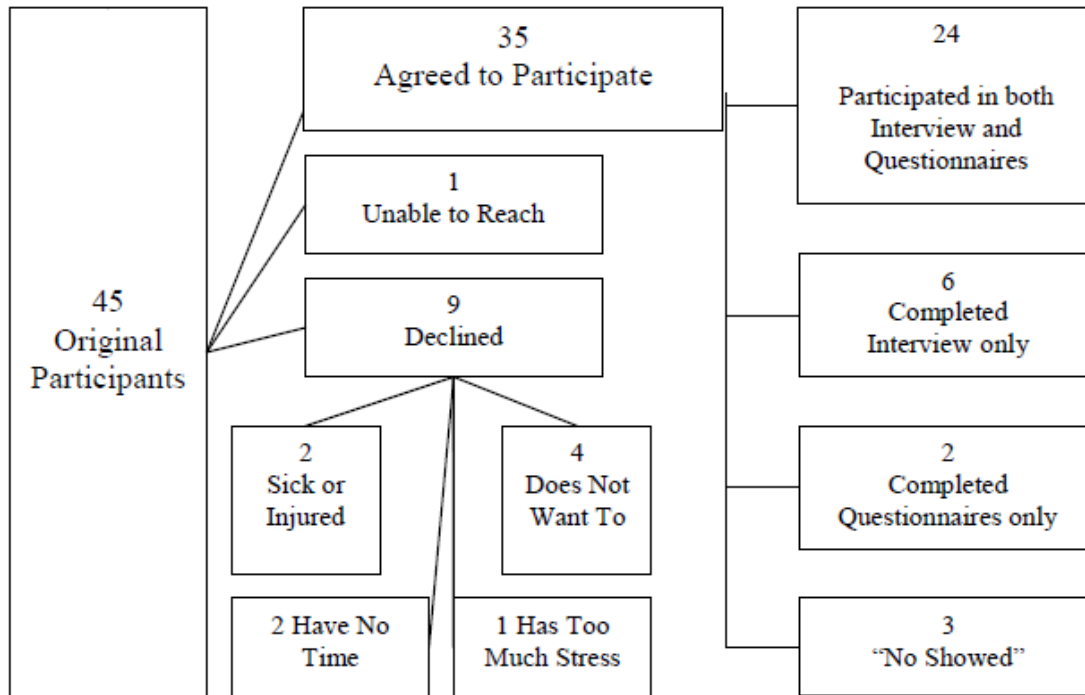 45
Original
Participants
35
Agreed to Participate
1
Unable to Reach
9
Declined
2
Sick or
Injured
4
Does Not
Want To
2 Have No
Time
1 Has Too
Much Stress
24
Participated in both
Interview and
Questionnaires
6
Completed
Interview only
2
Completed
Questionnaires only
3
“No Showed”